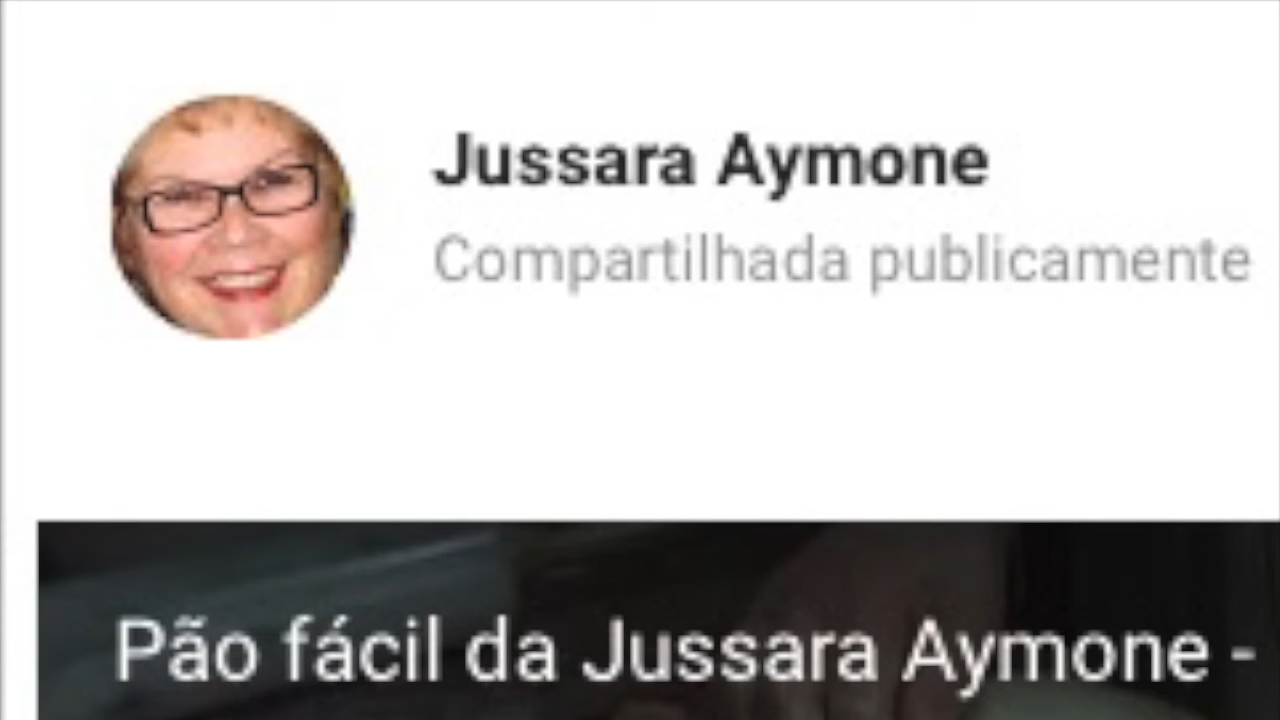 Jussara Aymone
Compartilhada publicamente
Pão fácil da Jussara Aymone -